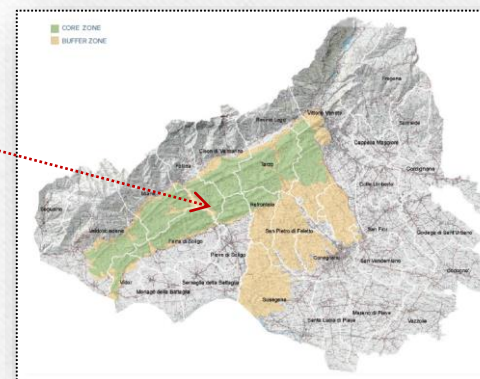 CORE ZONE
BUFFER ZONE
Fregona
Vittorio Veneto
Revine Lago
Sarmede
Cappella Maggiore
Cison di Valmarino
Cordignano
Follina
Tarzo
Colle Umberto
Miane
Refrontolo
Segusino
Valdobbiadene
San Pietro di Feletto
San Fior
Godega di Sant'Urbano
Farra di Soligo
Pieve di Soligo
Conegliano
San Vendemiano
Vidor
Sernaglia della Battaglia
Moriago della Battaglia
Susegana
Santa Lucia di Piave
Mareno di Piave
Vazzola